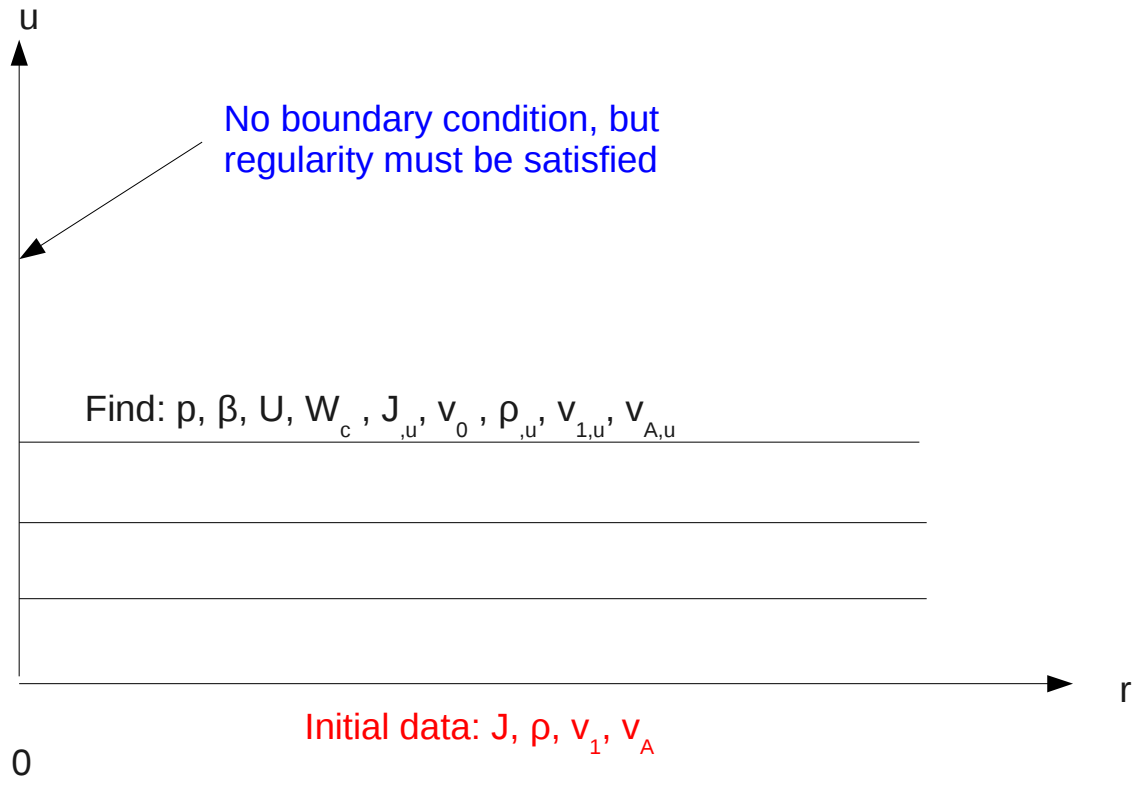 u
No boundary condition, but
regularity must be satisfied
Find: p, β, U, W_c , J_,u, v_0 , ρ_,u, v_1,u, v_A,u
r
Initial data: J, ρ, v_1, v_A
0